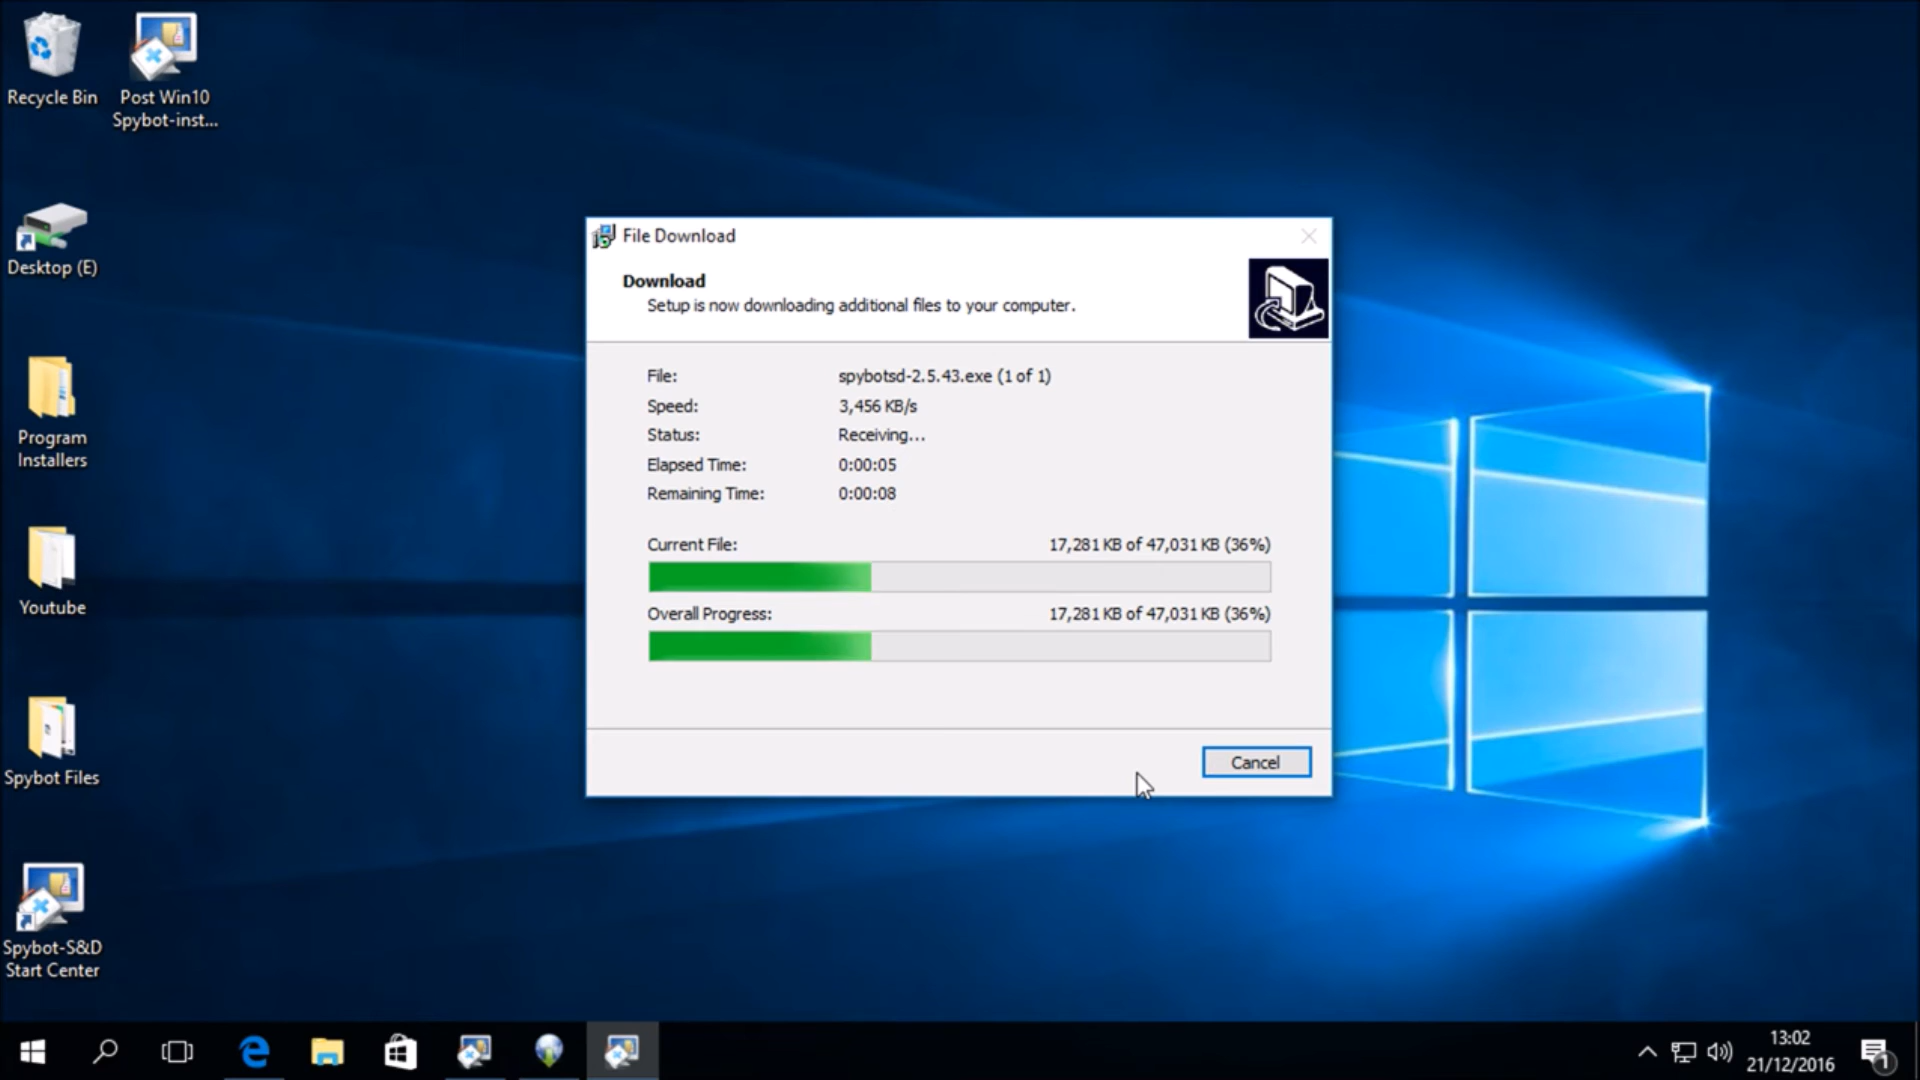 Recycle Bin
Post Win10
Spybot-inst...
Desktop (E)
Program
Installers
Youtube
Spybot Files
Spybot-S&D
Start Center
File Download
Download
Setup is now downloading additional files to your computer.
File: spybotsd-2.5.43.exe (1 of 1)
Speed: 3,456 KB/s
Status: Receiving...
Elapsed Time: 0:00:05
Remaining Time: 0:00:08
Current File: 17,281 KB of 47,031 KB (36%)
Overall Progress: 17,281 KB of 47,031 KB (36%)
Cancel
13:02
21/12/2016
1